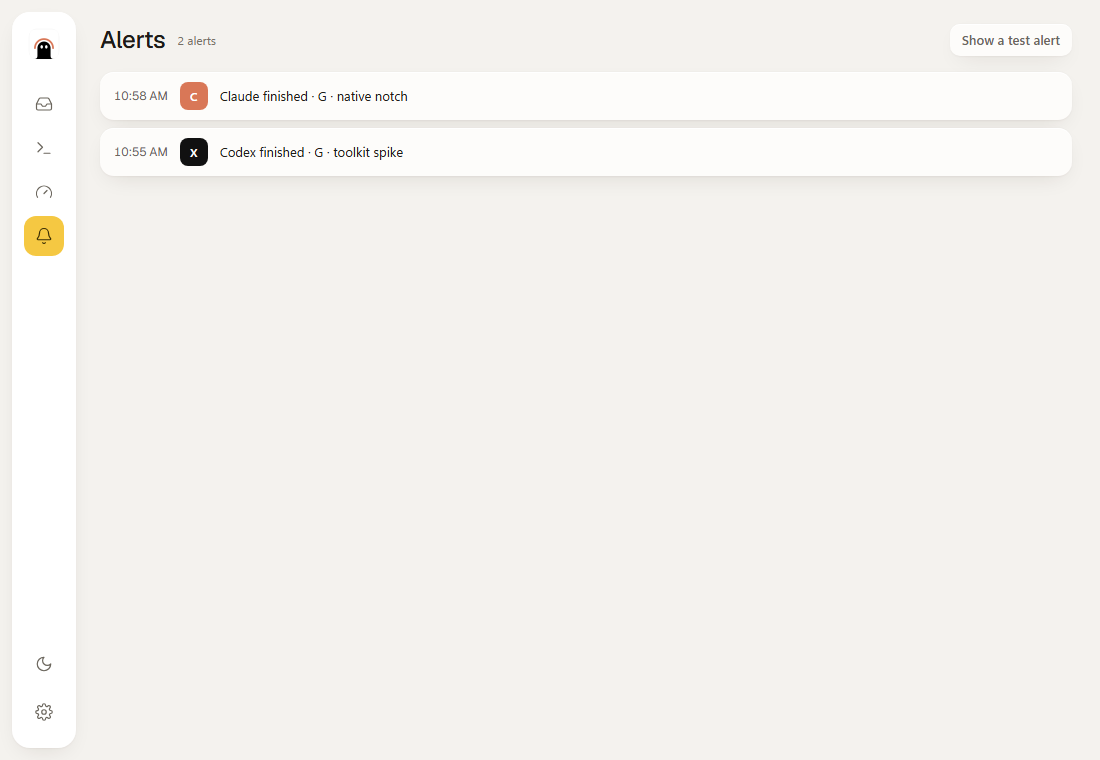 Alerts 2 alerts Show a test alert
10:58 AM C Claude finished · G · native notch
10:55 AM X Codex finished · G · toolkit spike